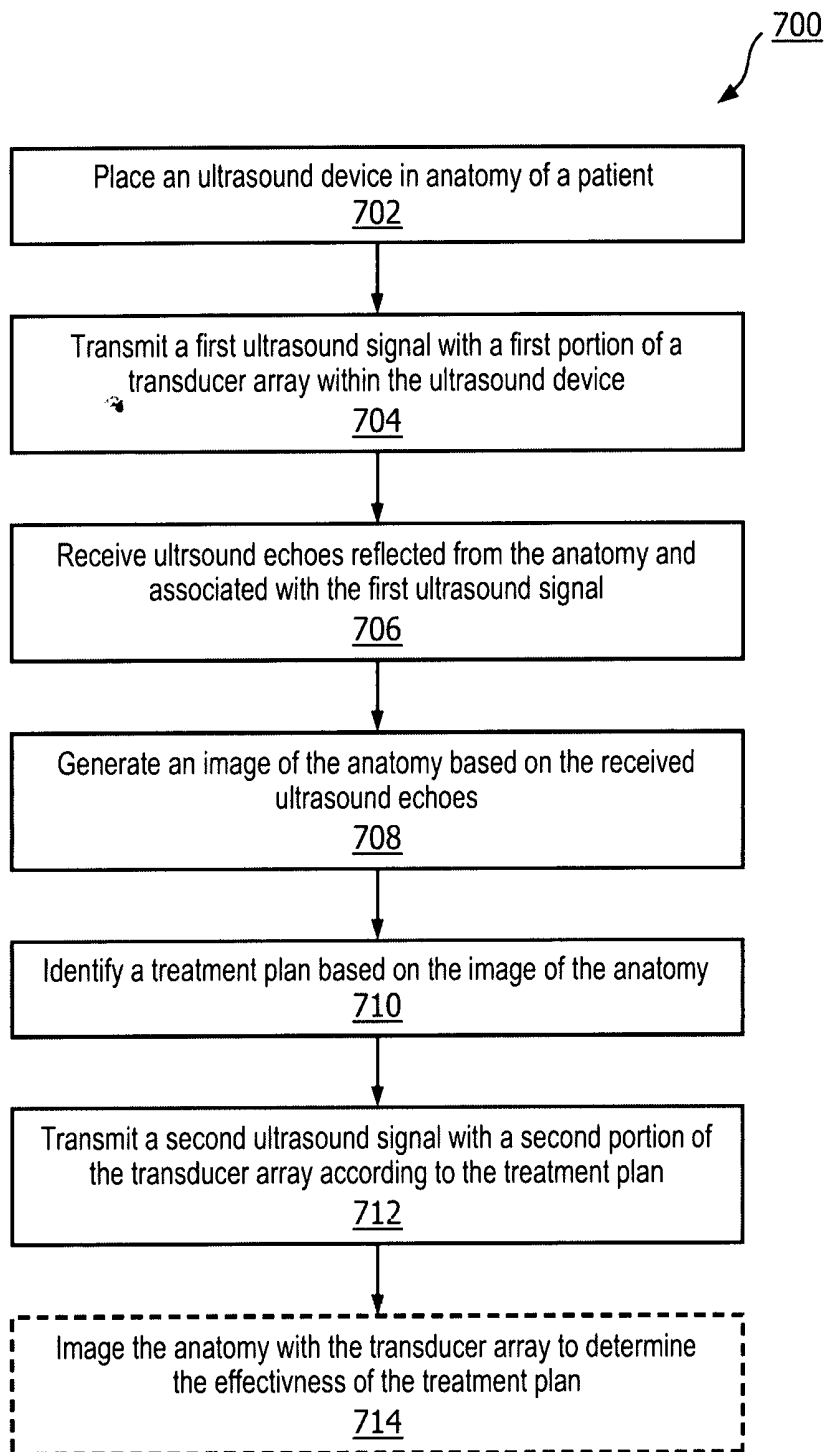 700
Place an ultrasound device in anatomy of a patient
702
Transmit a first ultrasound signal with a first portion of a
transducer array within the ultrasound device
704
Receive ultrsound echoes reflected from the anatomy and
associated with the first ultrasound signal
706
Generate an image of the anatomy based on the received
ultrasound echoes
708
Identify a treatment plan based on the image of the anatomy
710
Transmit a second ultrasound signal with a second portion of
the transducer array according to the treatment plan
712
Image the anatomy with the transducer array to determine
the effectivness of the treatment plan
714